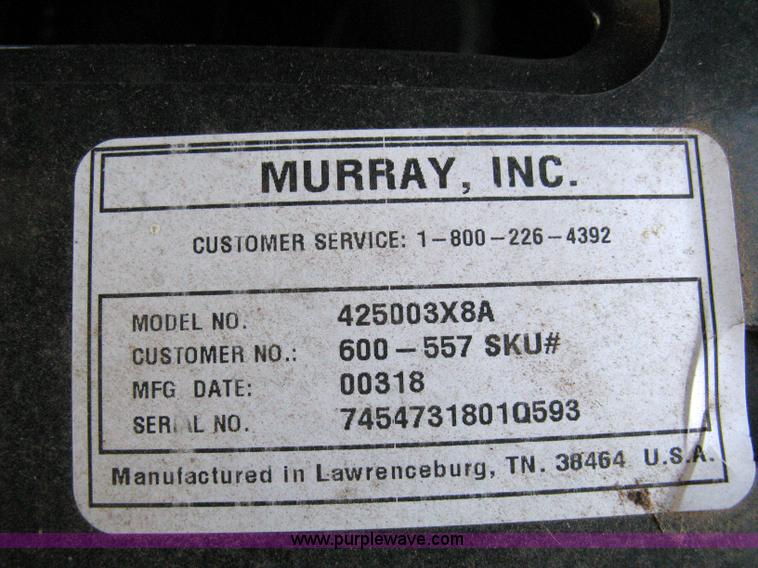 MURRAY, INC.
CUSTOMER SERVICE: 1-800-226-4392
MODEL NO. 425003X8A
CUSTOMER NO.: 600-557 SKU#
MFG DATE: 00318
SERIAL NO. 7454731801Q593
Manufactured in Lawrenceburg, TN. 38464 U.S.A.
www.purplewave.com